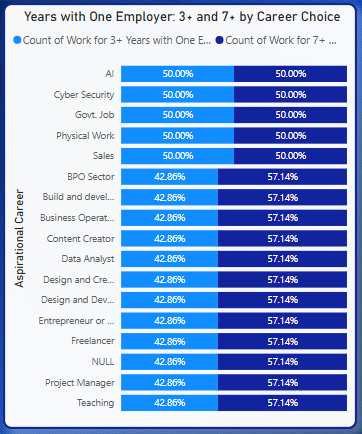 Years with One Employer: 3+ and 7+ by Career Choice
Count of Work for 3+ Years with One E... Count of Work for 7+ ...
Aspirational Career
AI 50.00% 50.00%
Cyber Security 50.00% 50.00%
Govt. Job 50.00% 50.00%
Physical Work 50.00% 50.00%
Sales 50.00% 50.00%
BPO Sector 42.86% 57.14%
Build and devel... 42.86% 57.14%
Business Operat... 42.86% 57.14%
Content Creator 42.86% 57.14%
Data Analyst 42.86% 57.14%
Design and Cre... 42.86% 57.14%
Design and Dev... 42.86% 57.14%
Entrepreneur or ... 42.86% 57.14%
Freelancer 42.86% 57.14%
NULL 42.86% 57.14%
Project Manager 42.86% 57.14%
Teaching 42.86% 57.14%